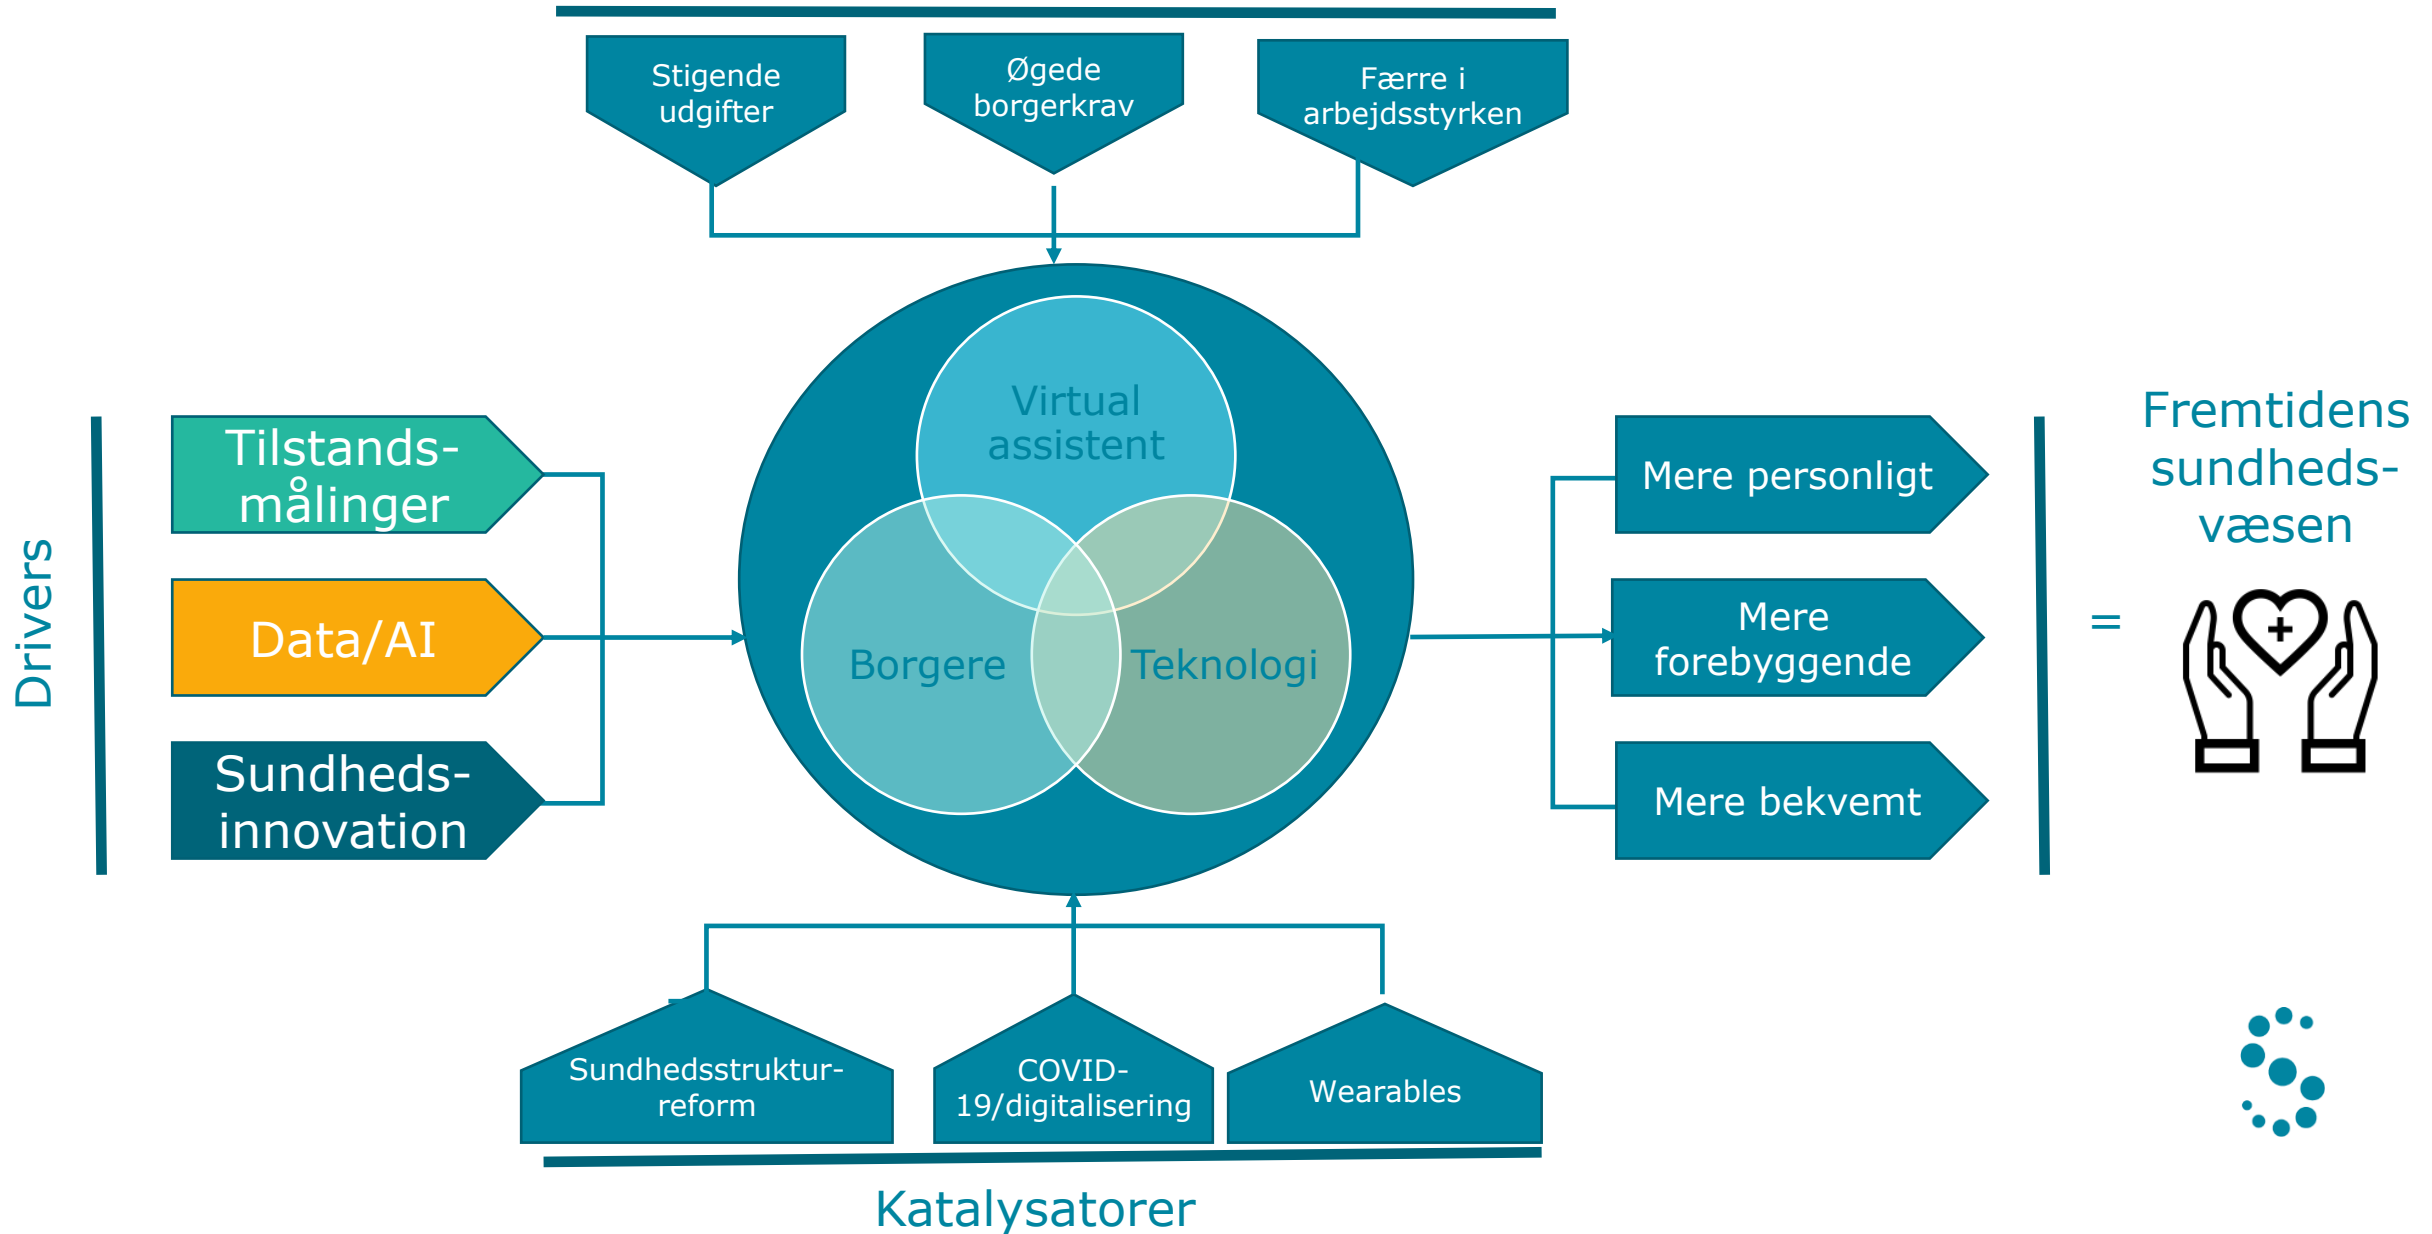 Stigende
udgifter
Øgede
borgerkrav
Færre i
arbejdsstyrken
Drivers
Tilstands-
målinger
Data/AI
Sundheds-
innovation
Virtual
assistent
Borgere
Teknologi
Mere personligt
Mere
forebyggende
Mere bekvemt
=
Fremtidens
sundheds-
væsen
Sundhedsstruktur-
reform
COVID-
19/digitalisering
Wearables
Katalysatorer